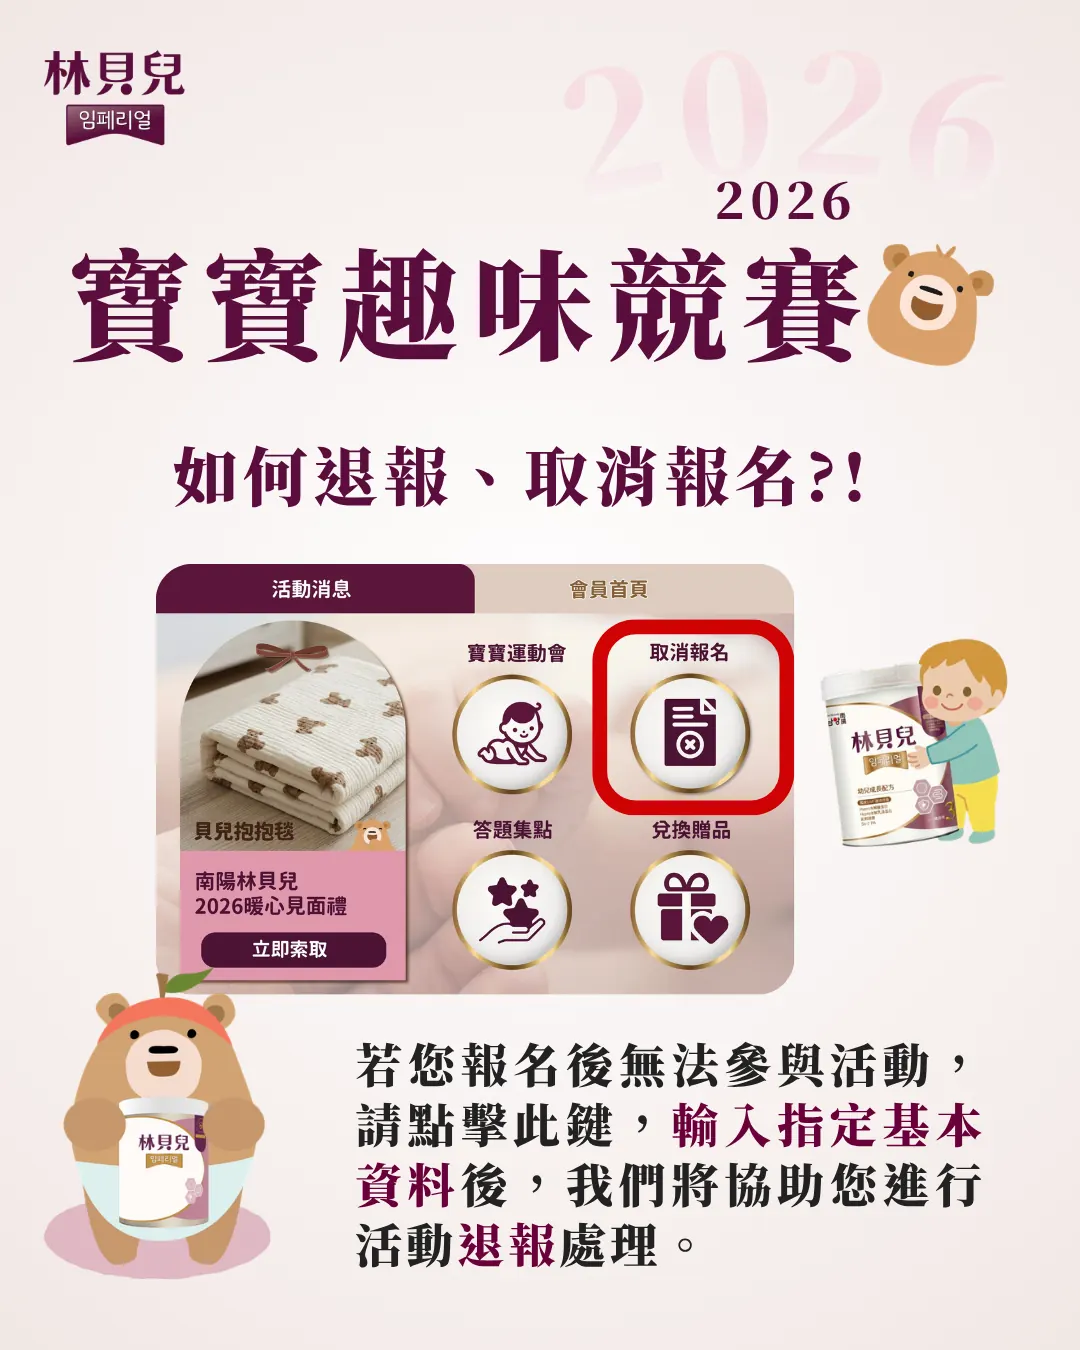 林貝兒
임페리얼
2026
2026
寶寶趣味競賽
如何退報、取消報名?!
活動消息
會員首頁
寶寶運動會
取消報名
貝兒抱抱毯
答題集點
兌換贈品
南陽林貝兒
2026暖心見面禮
立即索取
林貝兒
임페리얼
幼兒成長配方
林貝兒
임페리얼
若您報名後無法參與活動，
請點擊此鍵，輸入指定基本
資料後，我們將協助您進行
活動退報處理。